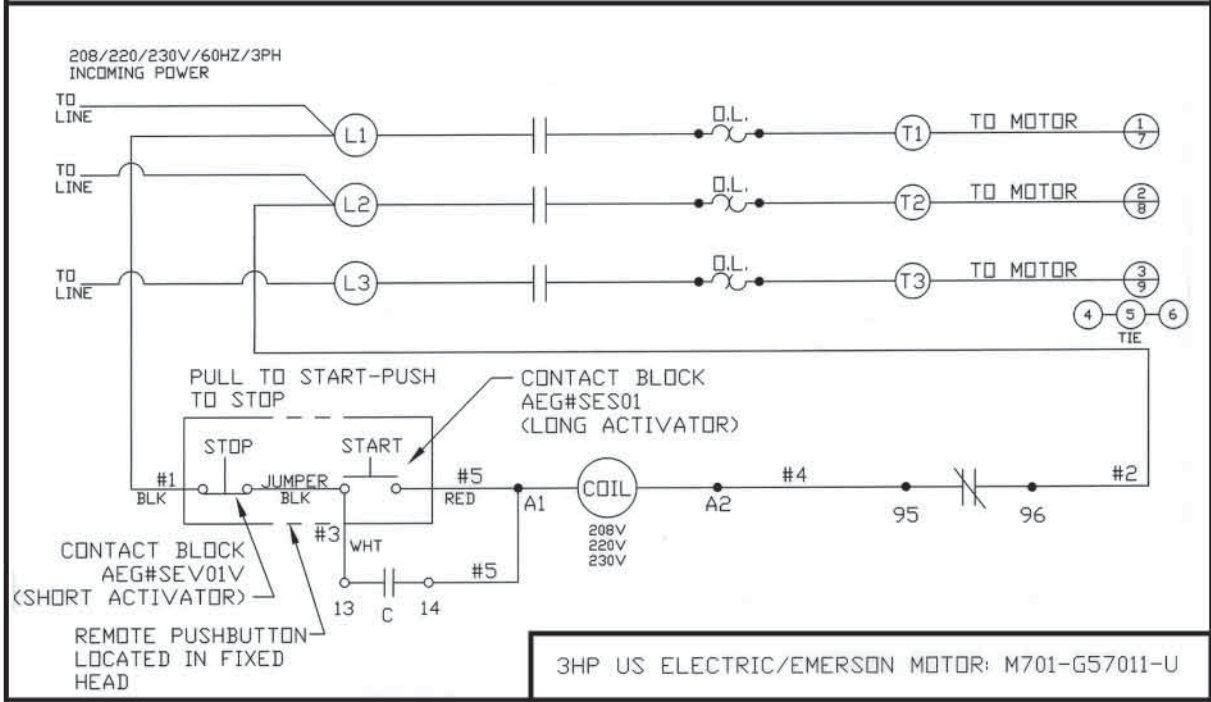 208/220/230V/60HZ/3PH
INCOMING POWER
TO
LINE
L1
O.L.
T1
TO MOTOR
1
7
TO
LINE
L2
O.L.
T2
TO MOTOR
2
8
TO
LINE
L3
O.L.
T3
TO MOTOR
3
9
4
5
6
TIE
PULL TO START-PUSH
TO STOP
CONTACT BLOCK
AEG#SES01
(LONG ACTIVATOR)
STOP
START
#1
BLK
JUMPER
BLK
#5
RED
A1
COIL
208V
220V
230V
A2
#4
95
96
#2
#3
WHT
13
C
14
#5
CONTACT BLOCK
AEG#SEV01V
(SHORT ACTIVATOR)
REMOTE PUSHBUTTON
LOCATED IN FIXED
HEAD
3HP US ELECTRIC/EMERSON MOTOR: M701-G57011-U